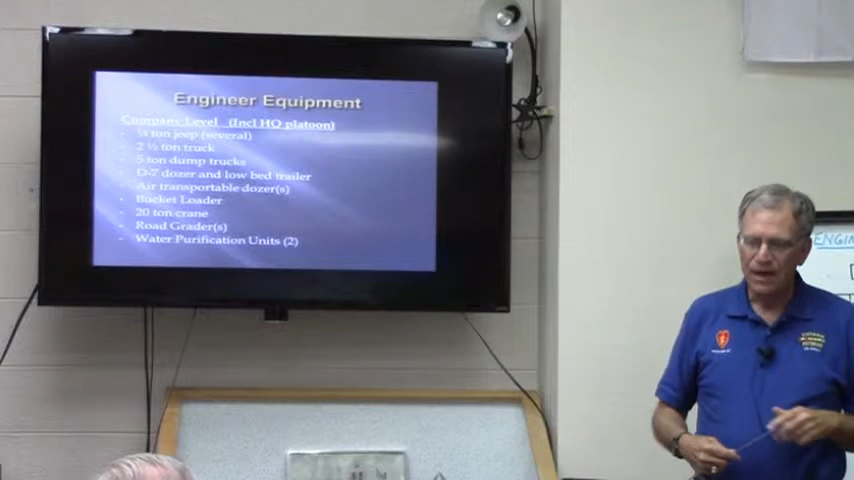 Engineer Equipment
Company Level (Incl HQ platoon)
- ¼ ton jeep (several)
- 2 ½ ton truck
- 5 ton dump trucks
- D-7 dozer and low bed trailer
- Air transportable dozer(s)
- Bucket Loader
- 20 ton crane
- Road Grader(s)
- Water Purification Units (2)